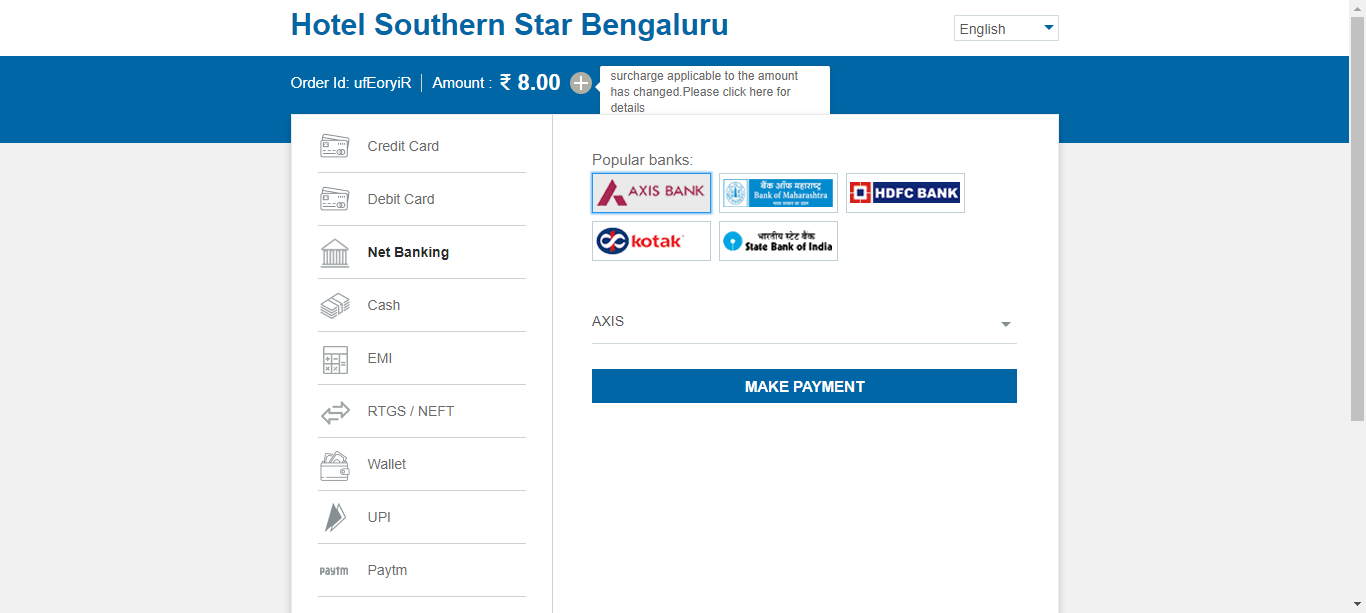 Hotel Southern Star Bengaluru
English
Order Id: ufEoryiR | Amount : ₹ 8.00
surcharge applicable to the amount
has changed.Please click here for
details
Credit Card
Debit Card
Net Banking
Cash
EMI
RTGS / NEFT
Wallet
UPI
Paytm
Paytm
Popular banks:
AXIS BANK
बैंक ऑफ महाराष्ट्र
Bank of Maharashtra
HDFC BANK
kotak
भारतीय स्टेट बैंक
State Bank of India
AXIS
MAKE PAYMENT